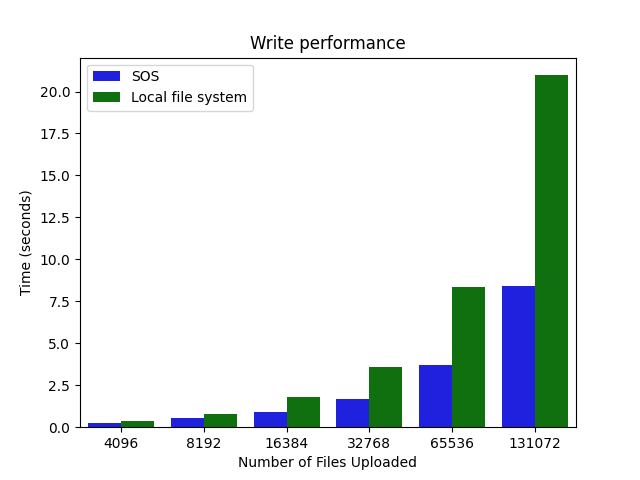 Write performance
SOS
Local file system
20.0
17.5
15.0
12.5
10.0
7.5
5.0
2.5
0.0
Time (seconds)
4096 8192 16384 32768 65536 131072
Number of Files Uploaded